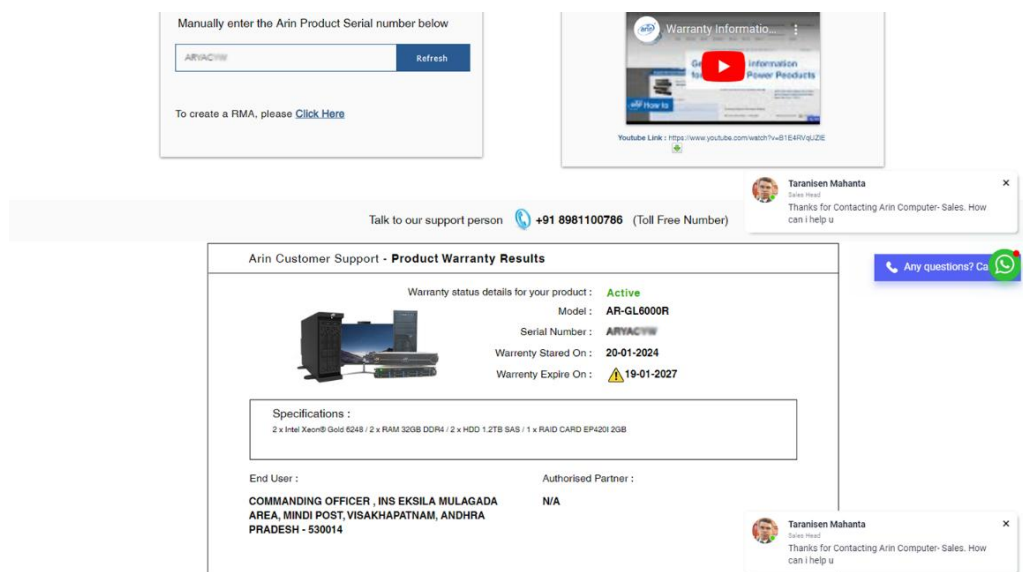 Manually enter the Arin Product Serial number below
Refresh
To create a RMA, please Click Here
arin
Warranty Informatio...
information
Power Peoducts
How to
Youtube Link : https://www.youtube.com/watch?v=B1E4RVqUZIE
Talk to our support person +91 8981100786 (Toll Free Number)
Taranisen Mahanta
Sales Head
Thanks for Contacting Arin Computer- Sales. How
can i help u
Any questions? Ca
Arin Customer Support - Product Warranty Results
Warranty status details for your product : Active
Model : AR-GL6000R
Serial Number :
Warrenty Stared On : 20-01-2024
Warrenty Expire On : 19-01-2027
Specifications :
2 x Intel Xeon® Gold 6248 / 2 x RAM 32GB DDR4 / 2 x HDD 1.2TB SAS / 1 x RAID CARD EP420I 2GB
End User :
COMMANDING OFFICER , INS EKSILA MULAGADA
AREA, MINDI POST, VISAKHAPATNAM, ANDHRA
PRADESH - 530014
Authorised Partner :
N/A
Taranisen Mahanta
Sales Head
Thanks for Contacting Arin Computer- Sales. How
can i help u